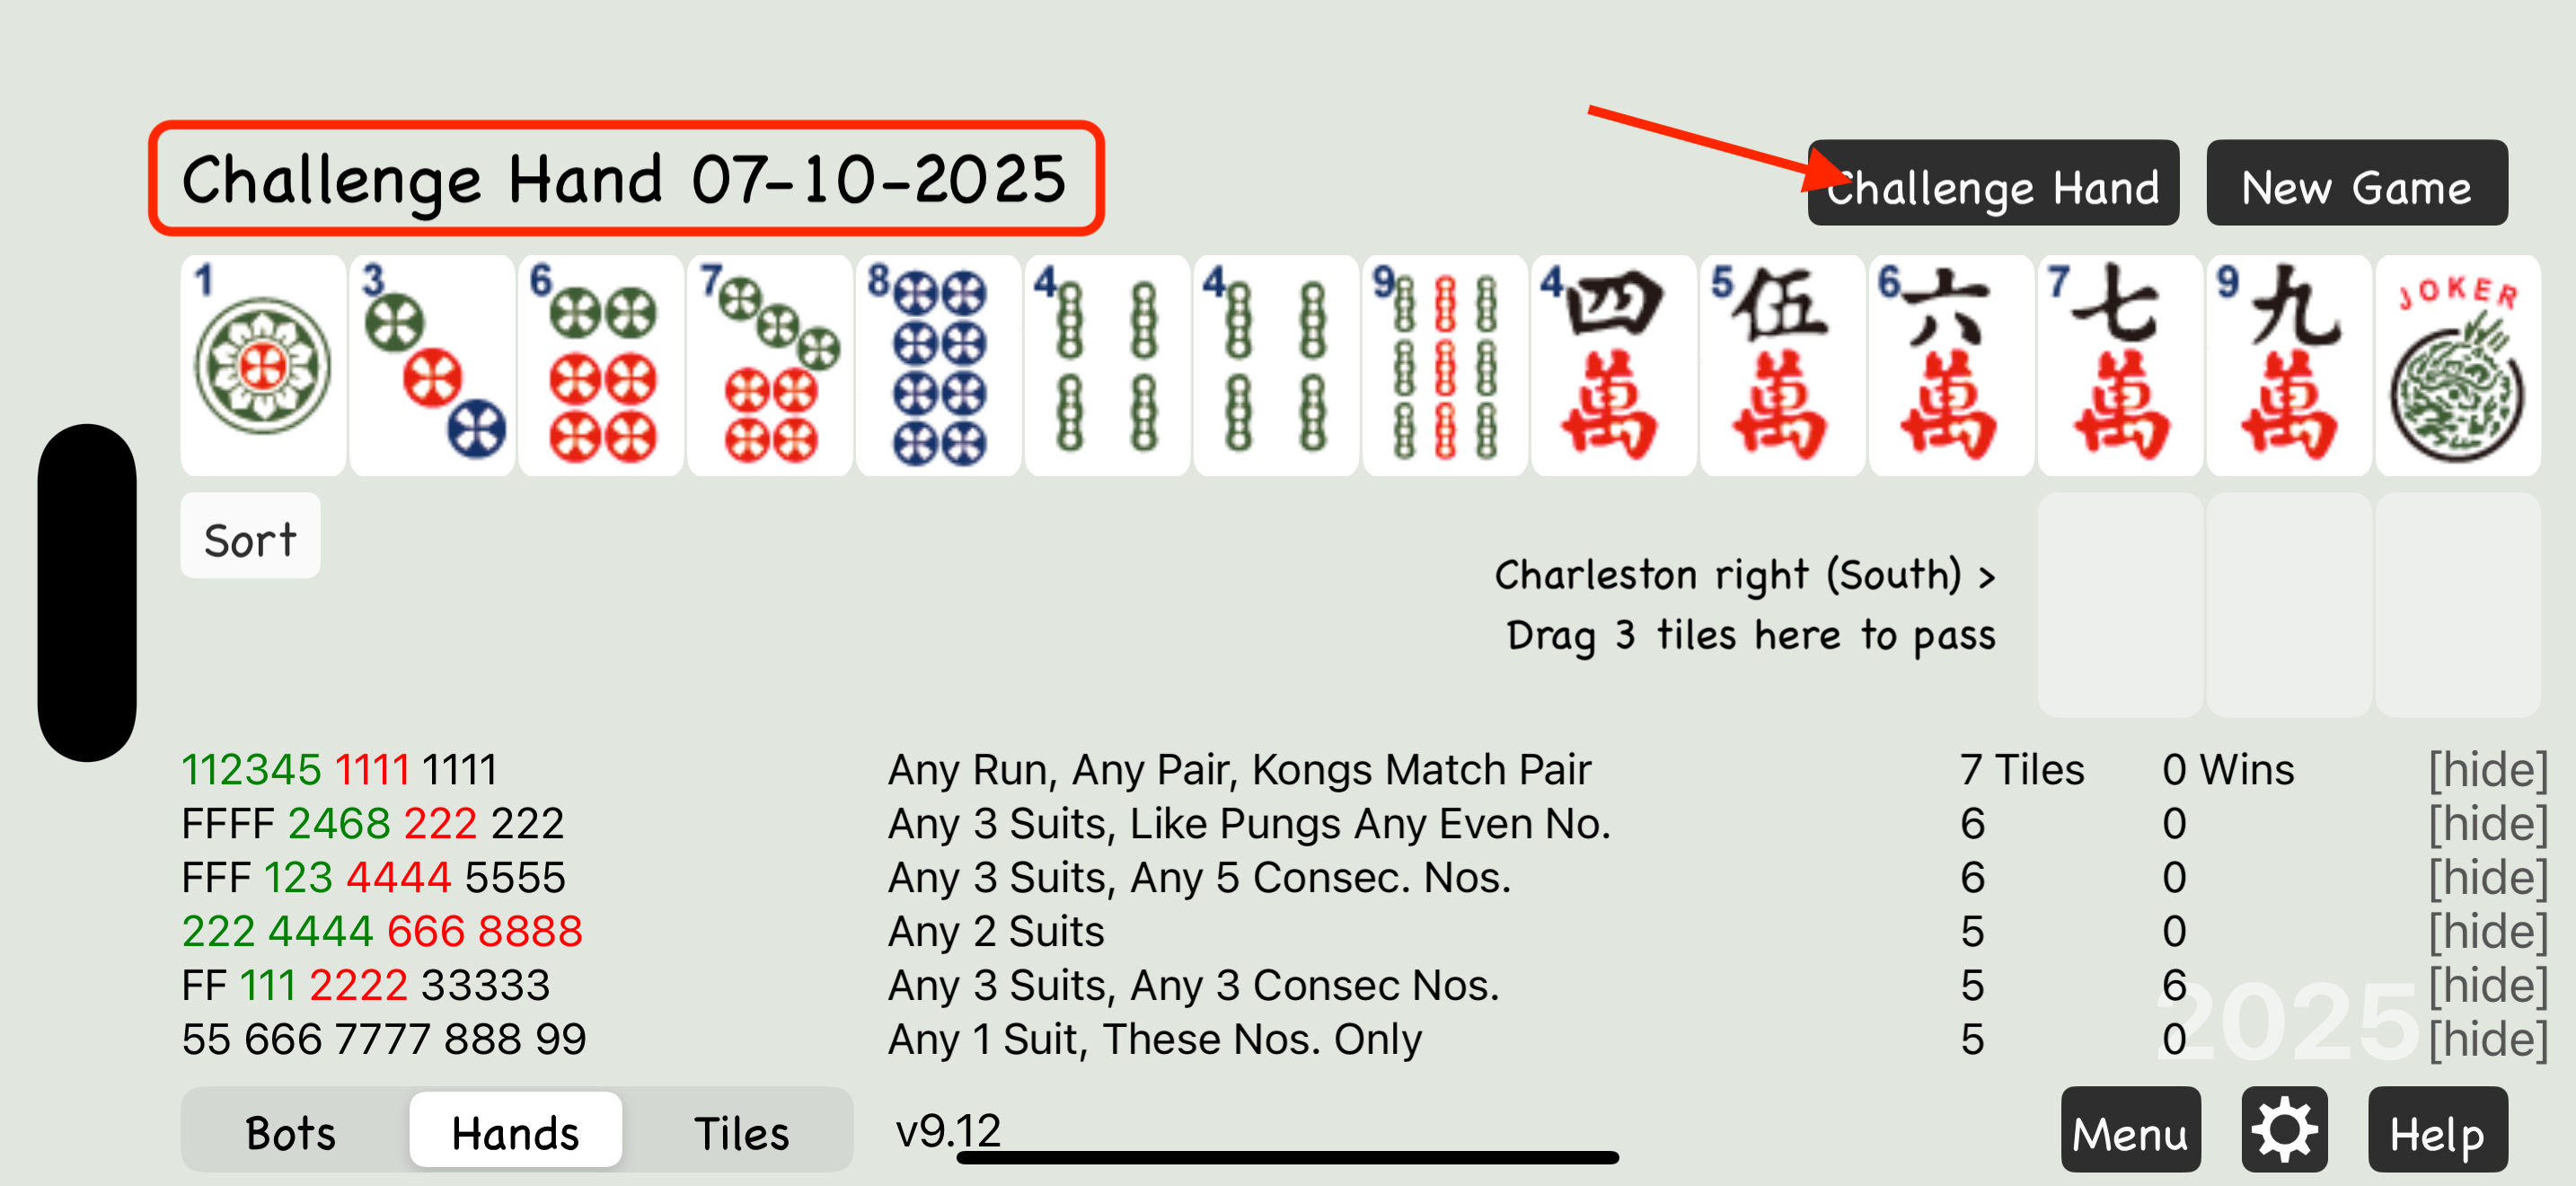 Challenge Hand 07-10-2025
Challenge Hand
New Game
1 3 6 7 8 4 4 9 4 四 萬 5 伍 萬 6 六 萬 7 七 萬 9 九 萬 JOKER
Sort
Charleston right (South) >
Drag 3 tiles here to pass
112345 1111 1111 Any Run, Any Pair, Kongs Match Pair 7 Tiles 0 Wins [hide]
FFFF 2468 222 222 Any 3 Suits, Like Pungs Any Even No. 6 0 [hide]
FFF 123 4444 5555 Any 3 Suits, Any 5 Consec. Nos. 6 0 [hide]
222 4444 666 8888 Any 2 Suits 5 0 [hide]
FF 111 2222 33333 Any 3 Suits, Any 3 Consec Nos. 5 6 [hide]
55 666 7777 888 99 Any 1 Suit, These Nos. Only 5 0 [hide]
2025
Bots Hands Tiles v9.12 Menu Help